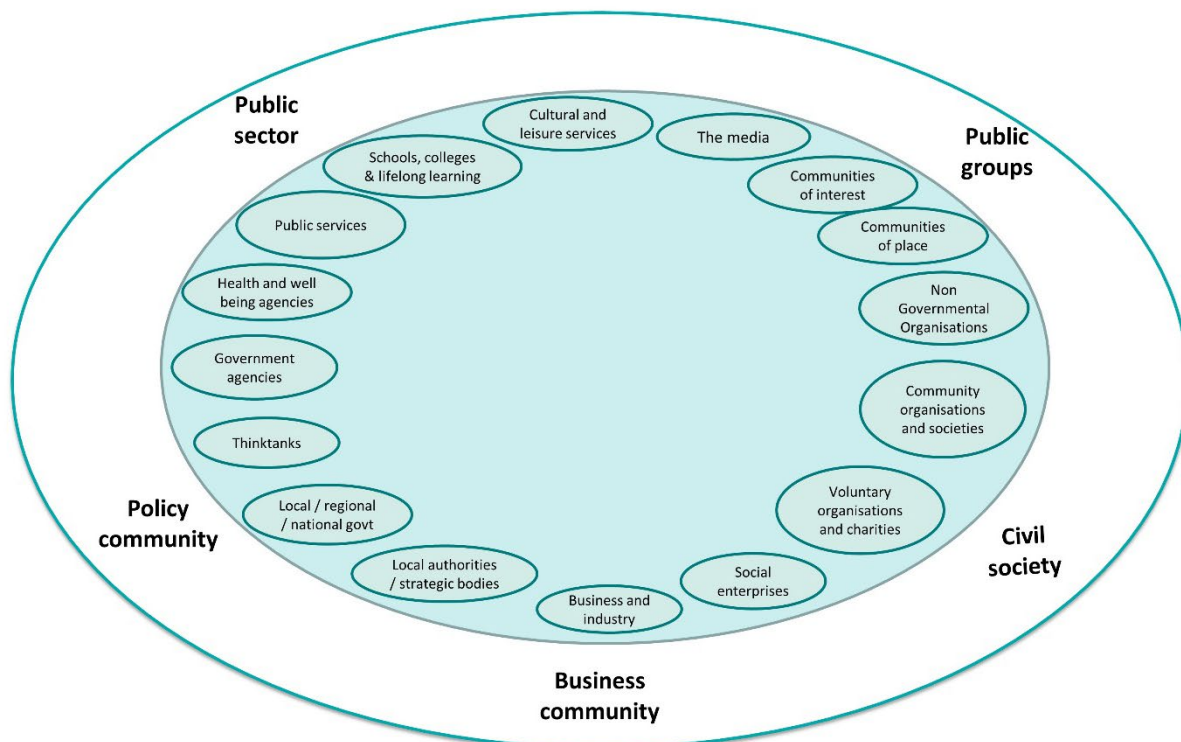 Public
sector
Public
groups
Civil
society
Business
community
Policy
community
Cultural and
leisure services
The media
Communities
of interest
Communities
of place
Non
Governmental
Organisations
Community
organisations
and societies
Voluntary
organisations
and charities
Social
enterprises
Business and
industry
Local authorities
/ strategic bodies
Local / regional
/ national govt
Thinktanks
Government
agencies
Health and well
being agencies
Public services
Schools, colleges
& lifelong learning